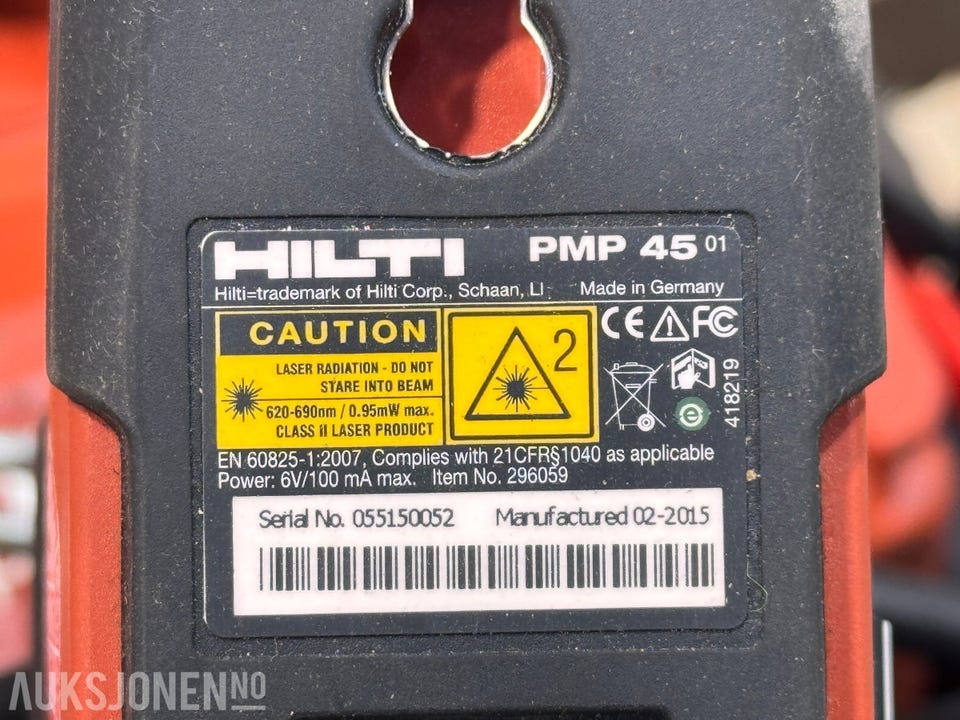 HILTI PMP 45 01
Hilti=trademark of Hilti Corp., Schaan, LI Made in Germany
CAUTION
LASER RADIATION - DO NOT
STARE INTO BEAM
620-690nm / 0.95mW max.
CLASS II LASER PRODUCT
2
CE FC
e
418219
EN 60825-1:2007, Complies with 21CFR§1040 as applicable
Power: 6V/100 mA max. Item No. 296059
Serial No. 055150052 Manufactured 02-2015
AUKSJONEN.NO